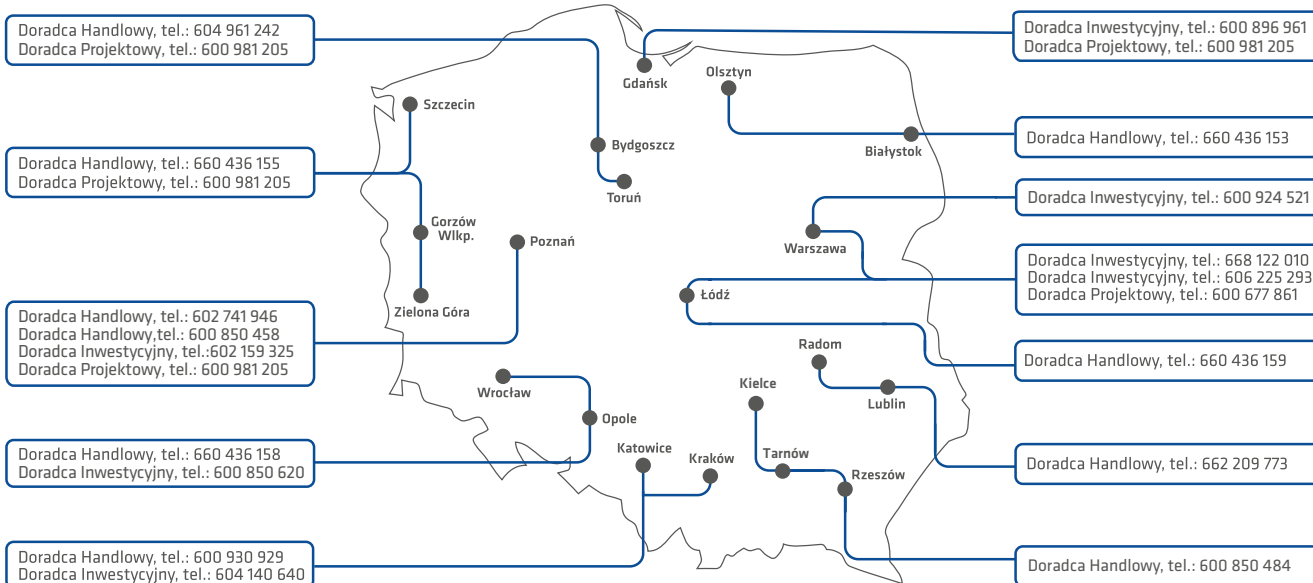 Doradca Handlowy, tel.: 604 961 242
Doradca Projektowy, tel.: 600 981 205
Doradca Handlowy, tel.: 660 436 155
Doradca Projektowy, tel.: 600 981 205
Doradca Handlowy, tel.: 602 741 946
Doradca Handlowy,tel.: 600 850 458
Doradca Inwestycyjny, tel.:602 159 325
Doradca Projektowy, tel.: 600 981 205
Doradca Handlowy, tel.: 660 436 158
Doradca Inwestycyjny, tel.: 600 850 620
Doradca Handlowy, tel.: 600 930 929
Doradca Inwestycyjny, tel.: 604 140 640
Gdańsk
Olsztyn
Szczecin
Bydgoszcz
Białystok
Toruń
Gorzów
Wlkp.
Poznań
Warszawa
Zielona Góra
Łódź
Radom
Wrocław
Kielce
Lublin
Opole
Katowice
Kraków
Tarnów
Rzeszów
Doradca Inwestycyjny, tel.: 600 896 961
Doradca Projektowy, tel.: 600 981 205
Doradca Handlowy, tel.: 660 436 153
Doradca Inwestycyjny, tel.: 600 924 521
Doradca Inwestycyjny, tel.: 668 122 010
Doradca Inwestycyjny, tel.: 606 225 293
Doradca Projektowy, tel.: 600 677 861
Doradca Handlowy, tel.: 660 436 159
Doradca Handlowy, tel.: 662 209 773
Doradca Handlowy, tel.: 600 850 484